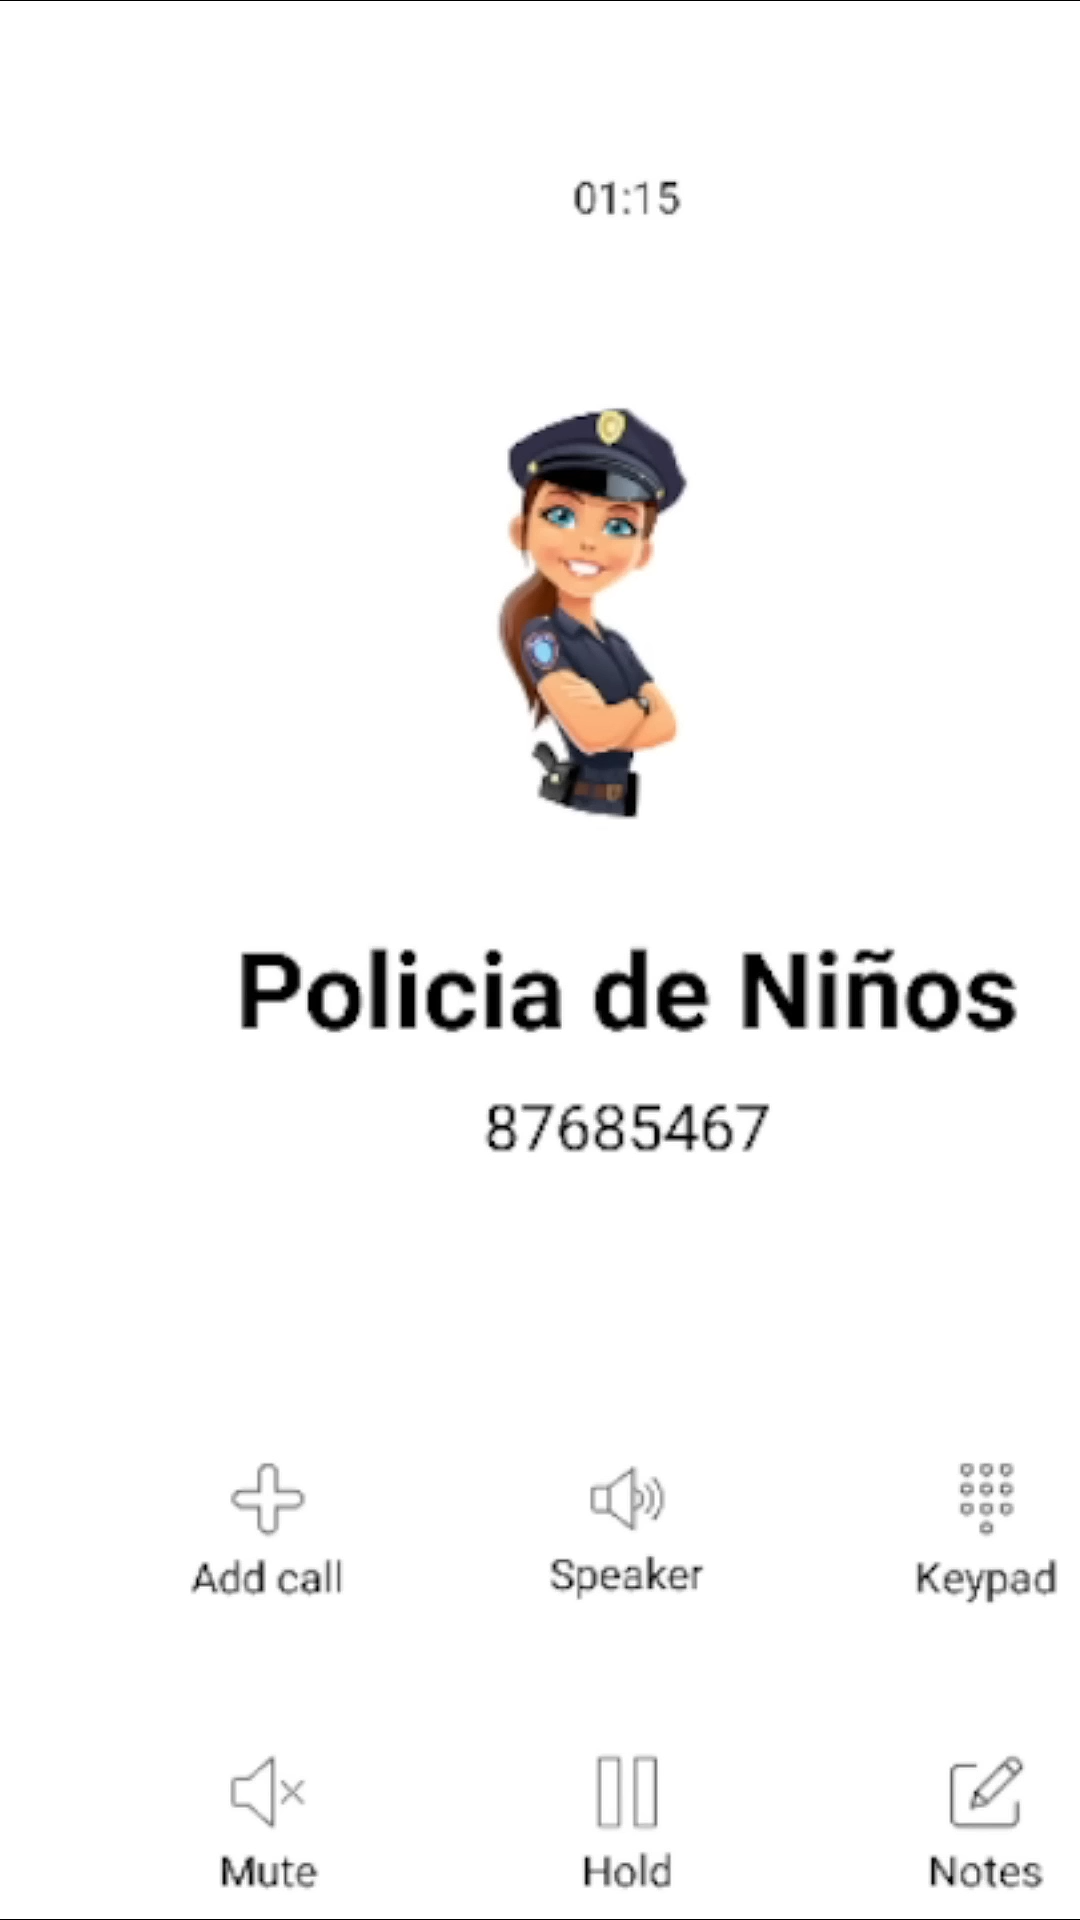 01:15
Policia de Niños
87685467
Add call
Speaker
Keypad
Mute
Hold
Notes